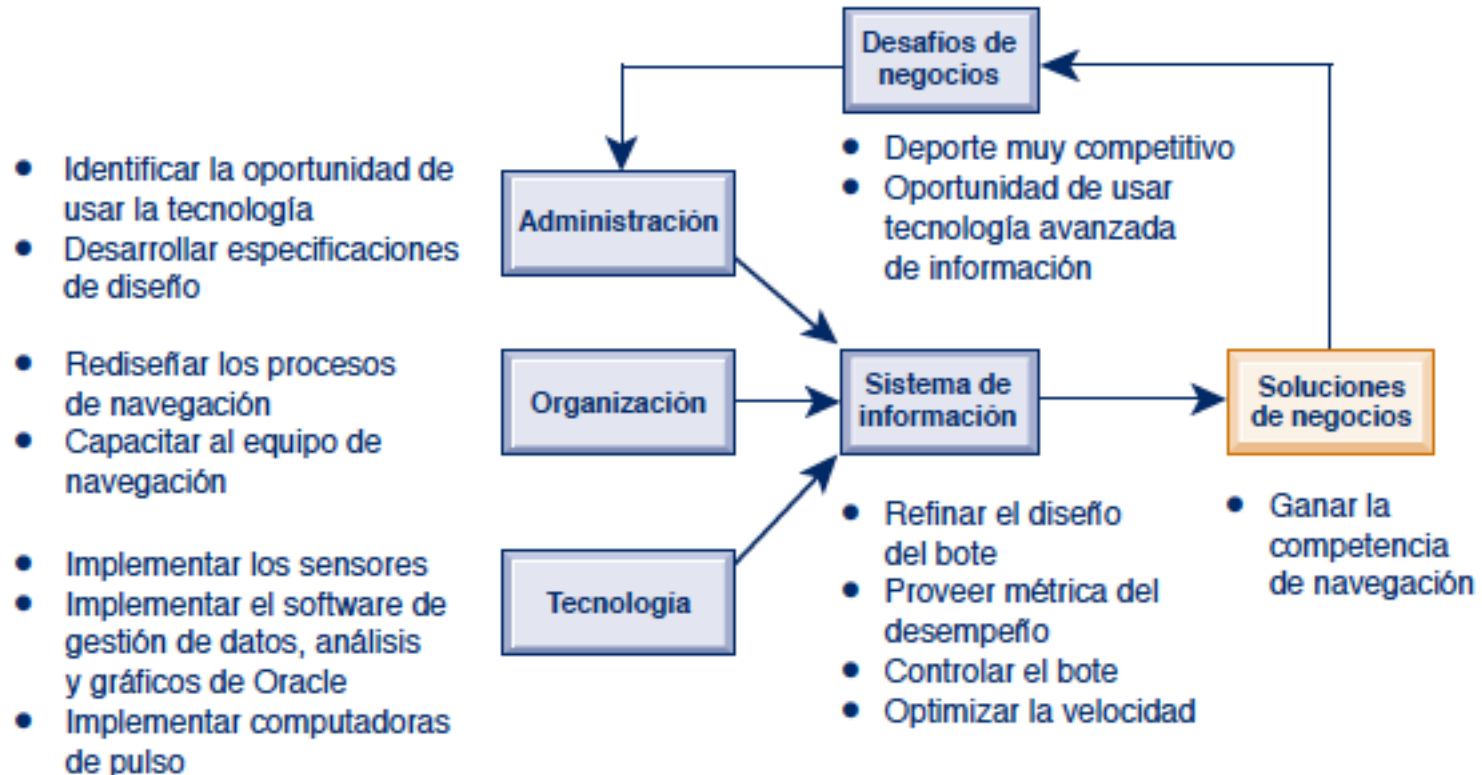 Desafíos de
negocios
● Deporte muy competitivo
● Oportunidad de usar
tecnología avanzada
de información
● Identificar la oportunidad de
usar la tecnología
● Desarrollar especificaciones
de diseño
Administración
● Rediseñar los procesos
de navegación
● Capacitar al equipo de
navegación
Organización
Sistema de
información
Soluciones
de negocios
● Implementar los sensores
● Implementar el software de
gestión de datos, análisis
y gráficos de Oracle
● Implementar computadoras
de pulso
Tecnología
● Refinar el diseño
del bote
● Proveer métrica del
desempeño
● Controlar el bote
● Optimizar la velocidad
● Ganar la
competencia
de navegación